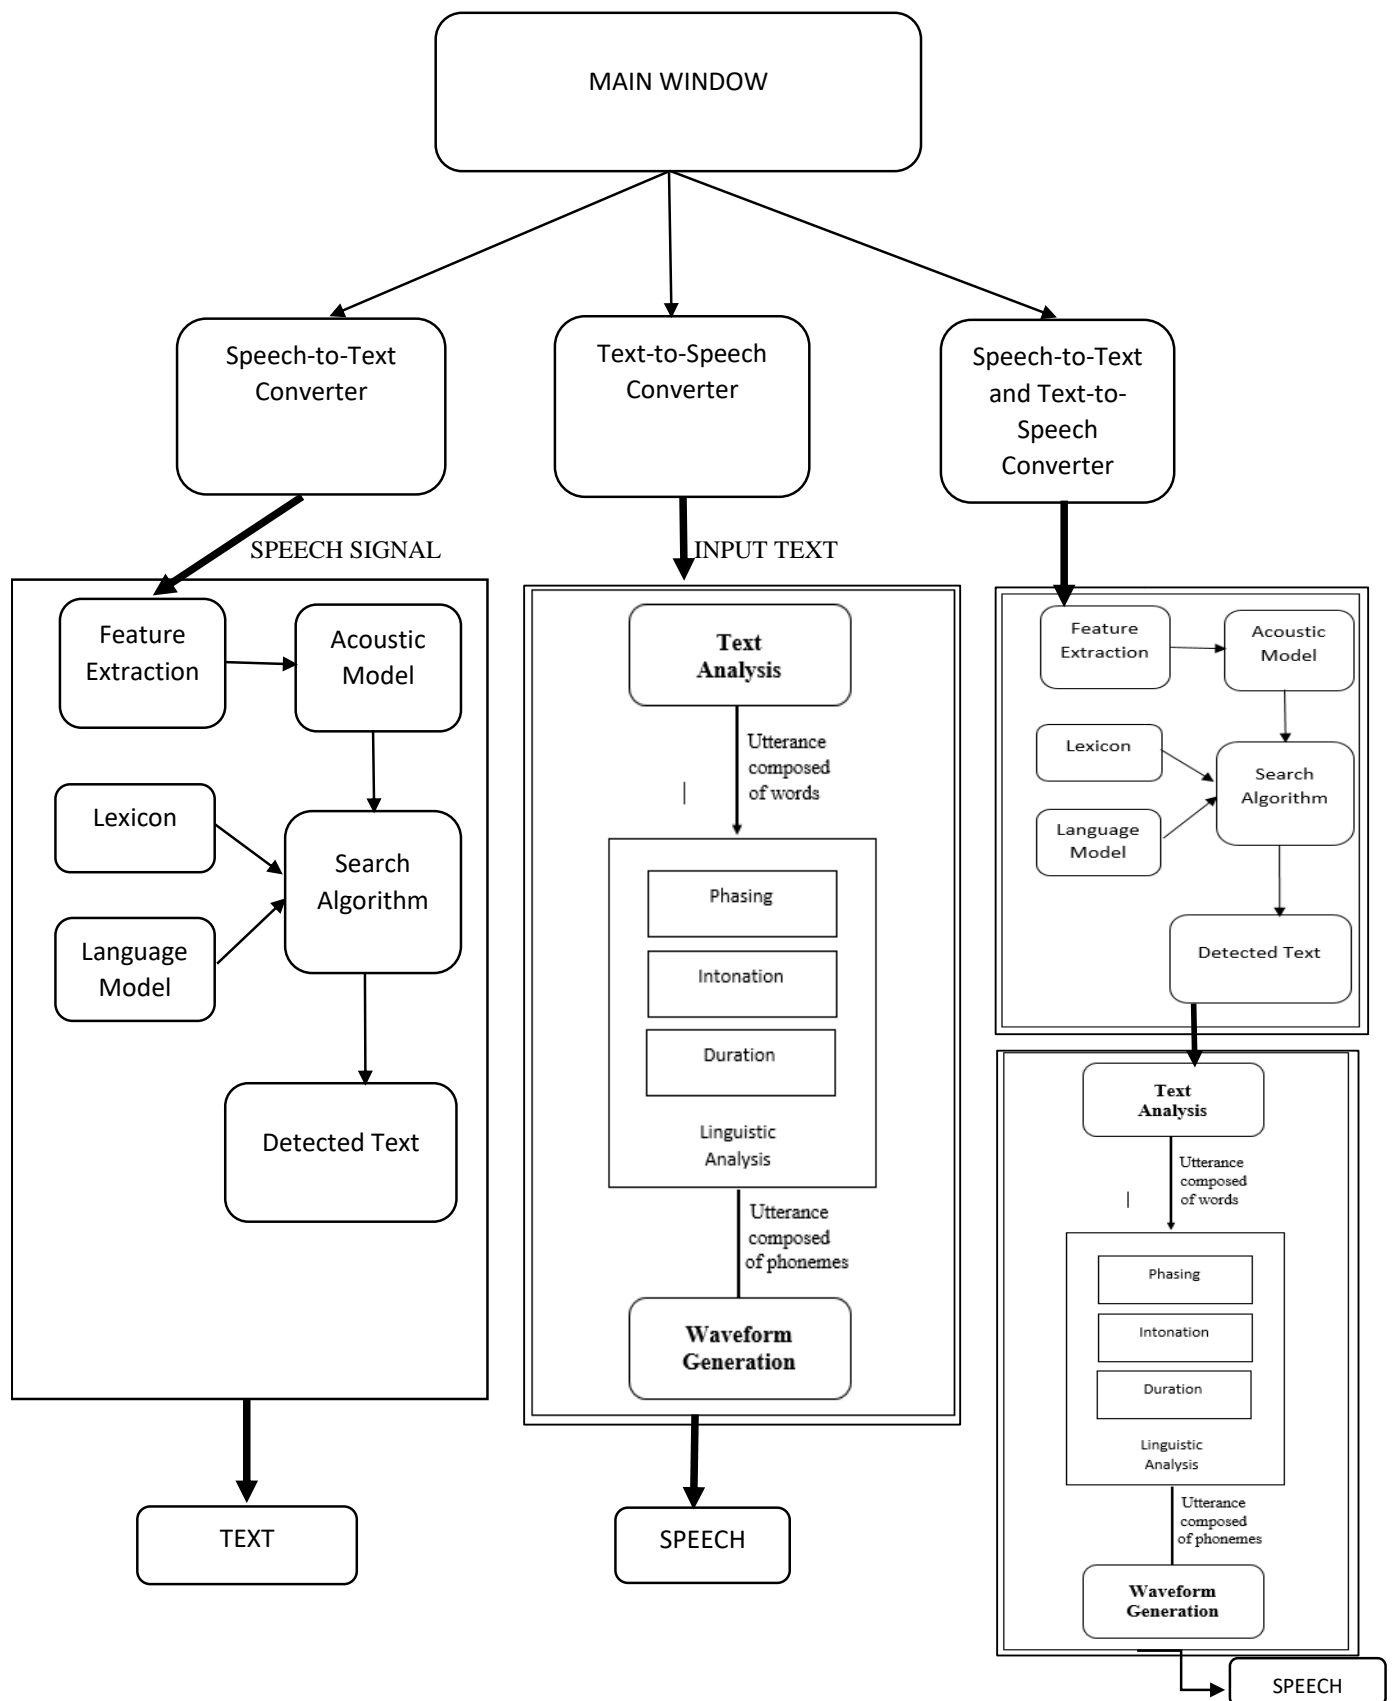 MAIN WINDOW
Speech-to-Text
Converter
Text-to-Speech
Converter
Speech-to-Text
and Text-to-
Speech
Converter
SPEECH SIGNAL
INPUT TEXT
Feature
Extraction
Acoustic
Model
Lexicon
Search
Algorithm
Language
Model
Detected Text
TEXT
Text
Analysis
Utterance
composed
of words
Phasing
Intonation
Duration
Linguistic
Analysis
Utterance
composed
of phonemes
Waveform
Generation
SPEECH
Feature
Extraction
Acoustic
Model
Lexicon
Search
Algorithm
Language
Model
Detected Text
Text
Analysis
Utterance
composed
of words
Phasing
Intonation
Duration
Linguistic
Analysis
Utterance
composed
of phonemes
Waveform
Generation
SPEECH